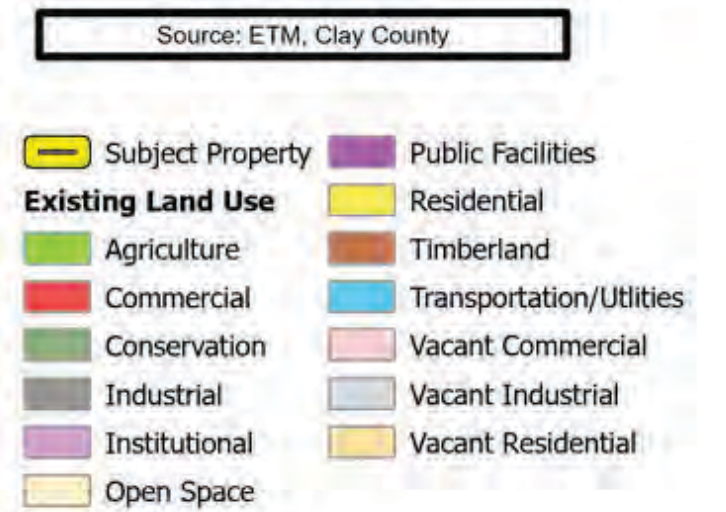 Source: ETM, Clay County
Subject Property
Existing Land Use
Agriculture
Commercial
Conservation
Industrial
Institutional
Open Space
Public Facilities
Residential
Timberland
Transportation/Utlities
Vacant Commercial
Vacant Industrial
Vacant Residential